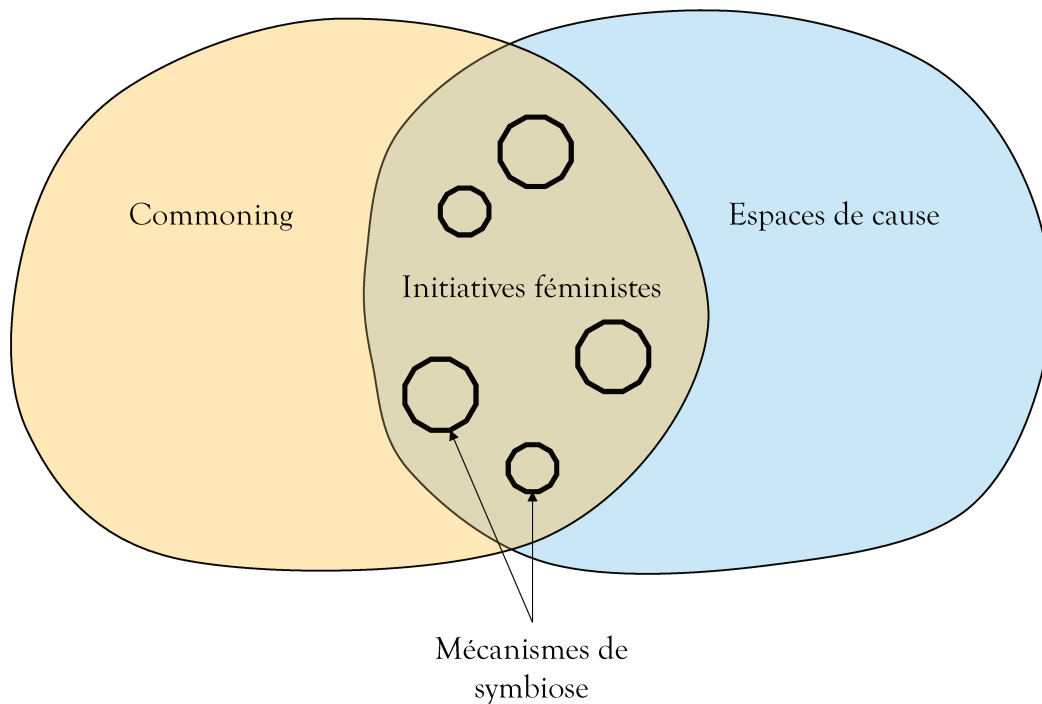 Commoning
Espaces de cause
Initiatives féministes
Mécanismes de
symbiose